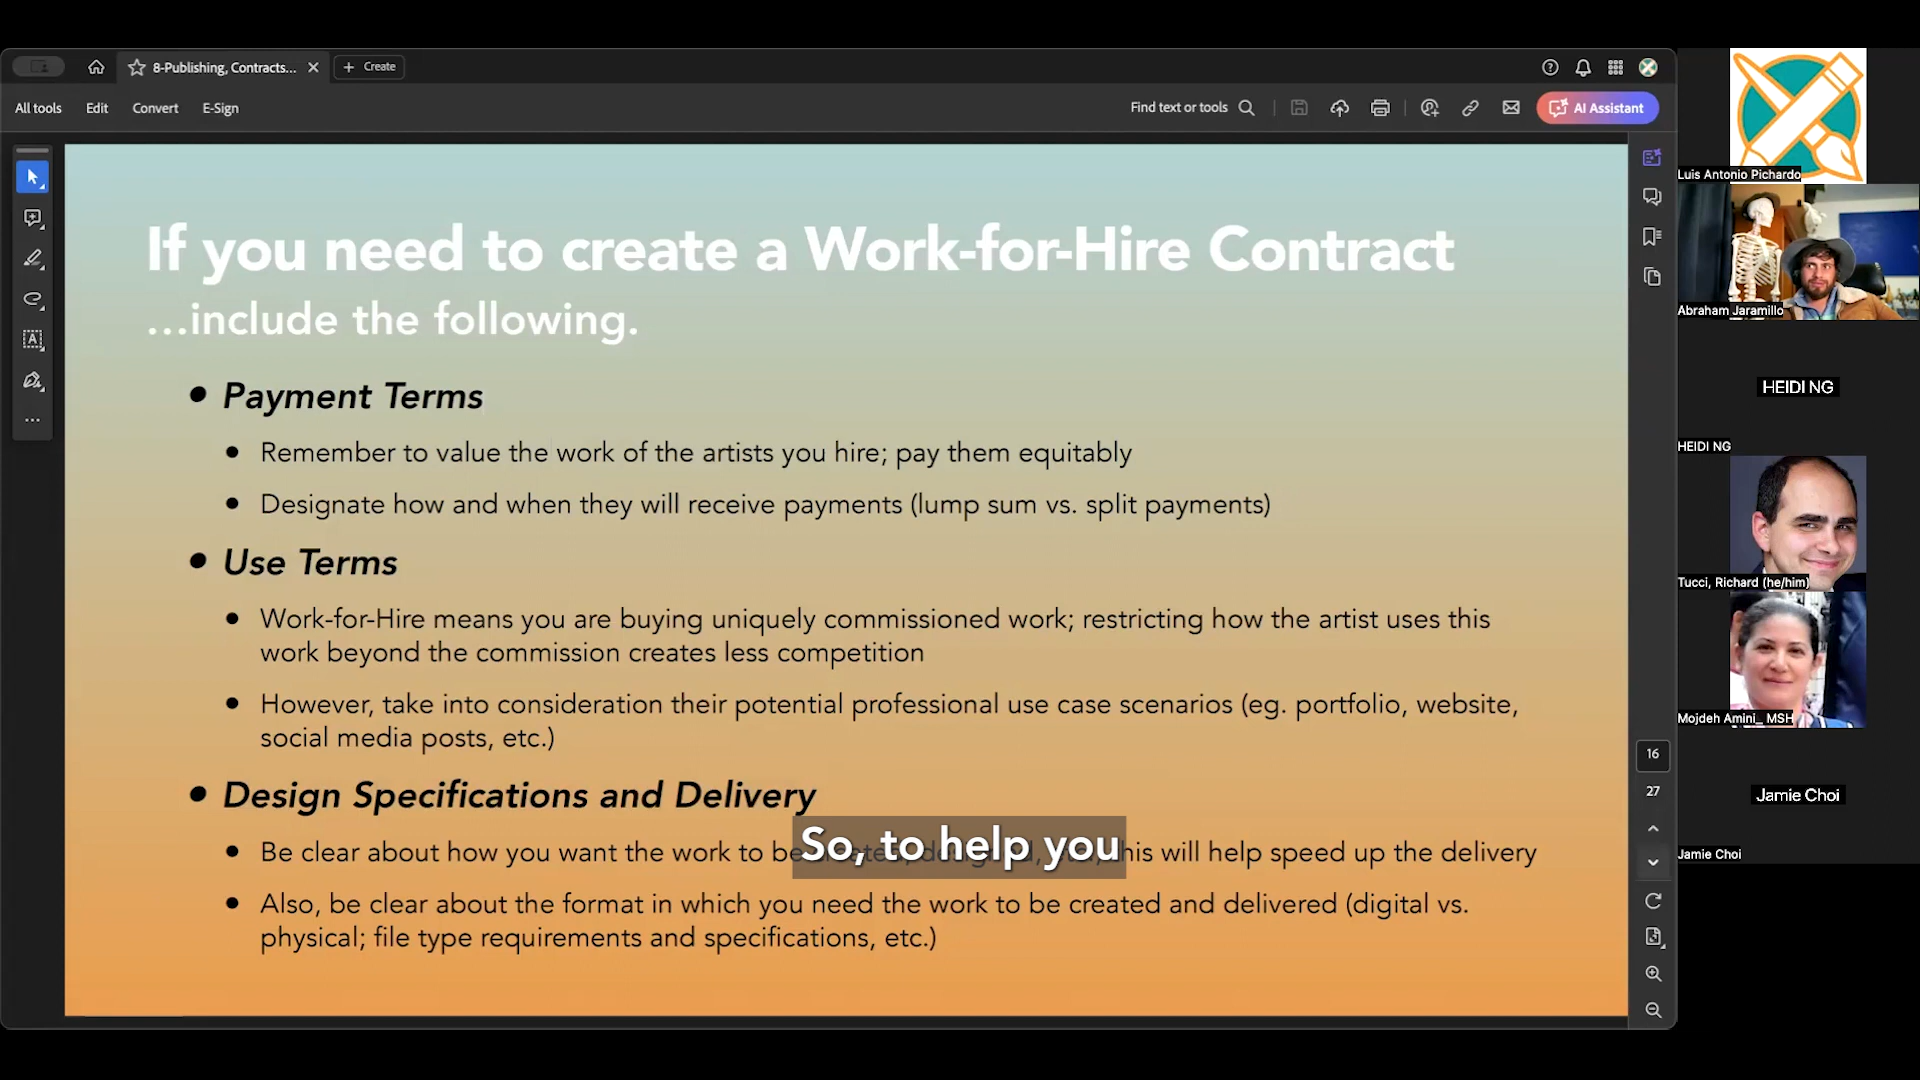 8-Publishing, Contracts...
Create
All tools
Edit
Convert
E-Sign
Find text or tools
AI Assistant
If you need to create a Work-for-Hire Contract
...include the following.
• Payment Terms
• Remember to value the work of the artists you hire; pay them equitably
• Designate how and when they will receive payments (lump sum vs. split payments)
• Use Terms
• Work-for-Hire means you are buying uniquely commissioned work; restricting how the artist uses this
work beyond the commission creates less competition
• However, take into consideration their potential professional use case scenarios (eg. portfolio, website,
social media posts, etc.)
• Design Specifications and Delivery
• Be clear about how you want the work to be this will help speed up the delivery
So, to help you
• Also, be clear about the format in which you need the work to be created and delivered (digital vs.
physical; file type requirements and specifications, etc.)
16
27
Luis Antonio Pichardo
Abraham Jaramillo
HEIDI NG
HEIDI NG
Tucci, Richard (he/him)
Mojdeh Amini_ MSH
Jamie Choi
Jamie Choi